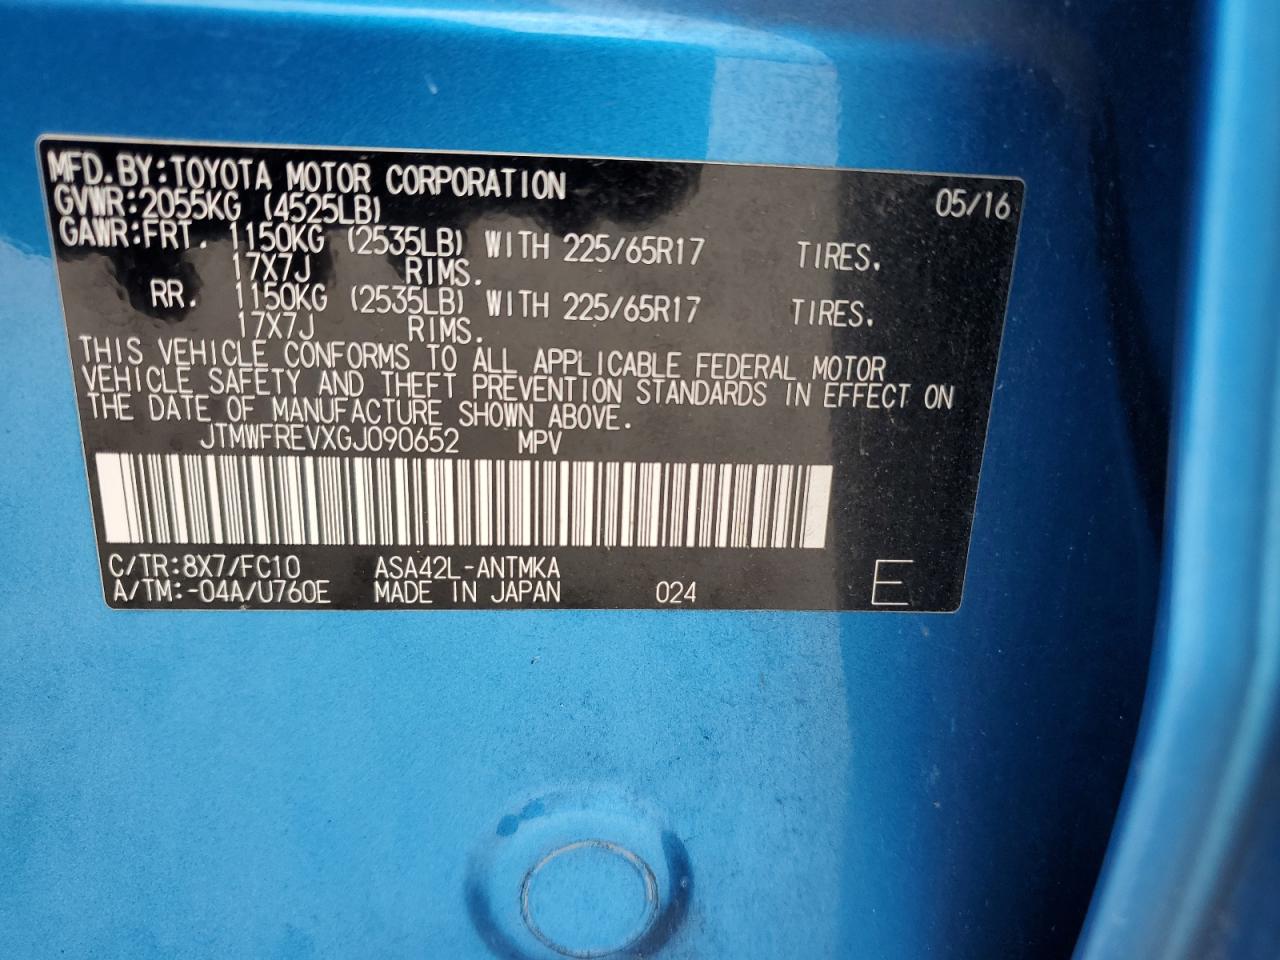 MFD.BY:TOYOTA MOTOR CORPORATION 05/16
GVWR:2055KG (4525LB)
GAWR:FRT. 1150KG (2535LB) WITH 225/65R17 TIRES.
17X7J RIMS.
RR. 1150KG (2535LB) WITH 225/65R17 TIRES.
17X7J RIMS.
THIS VEHICLE CONFORMS TO ALL APPLICABLE FEDERAL MOTOR
VEHICLE SAFETY AND THEFT PREVENTION STANDARDS IN EFFECT ON
THE DATE OF MANUFACTURE SHOWN ABOVE.
JTMWFREVXGJ090652 MPV
C/TR:8X7/FC10 ASA42L-ANTMKA
A/TM:-04A/U760E MADE IN JAPAN 024 E